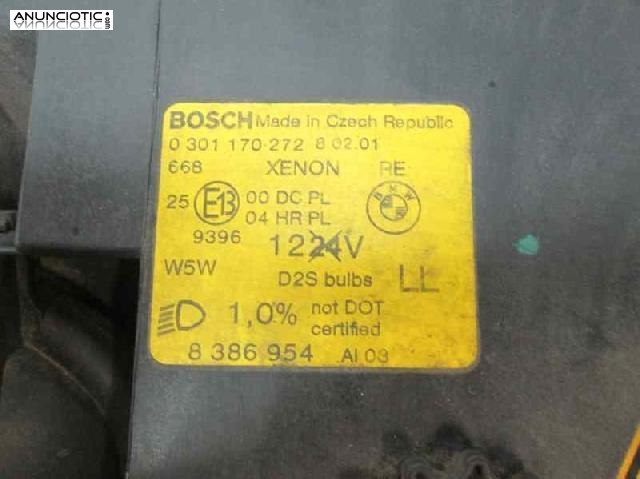 ANUNCIOTIC.com
BOSCH Made in Czech Republic
0 301 170-272 8 02.01
668 XENON RE
25 E13 00 DC PL
04 HR PL
BMW
9396 1224V
W5W D2S bulbs LL
1,0% not DOT
certified
8 386 954 AI 03